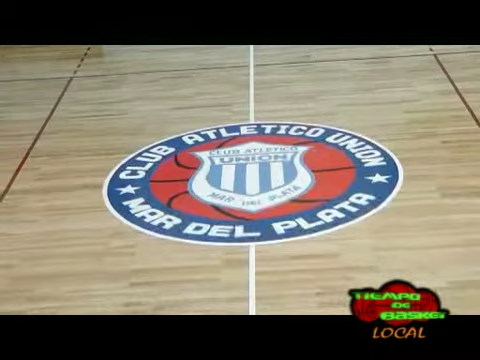 CLUB ATLETICO UNION
CLUB ATLETICO
UNION
MAR DEL PLATA
MAR DEL PLATA
TIEMPO
DE
BASKET
LOCAL